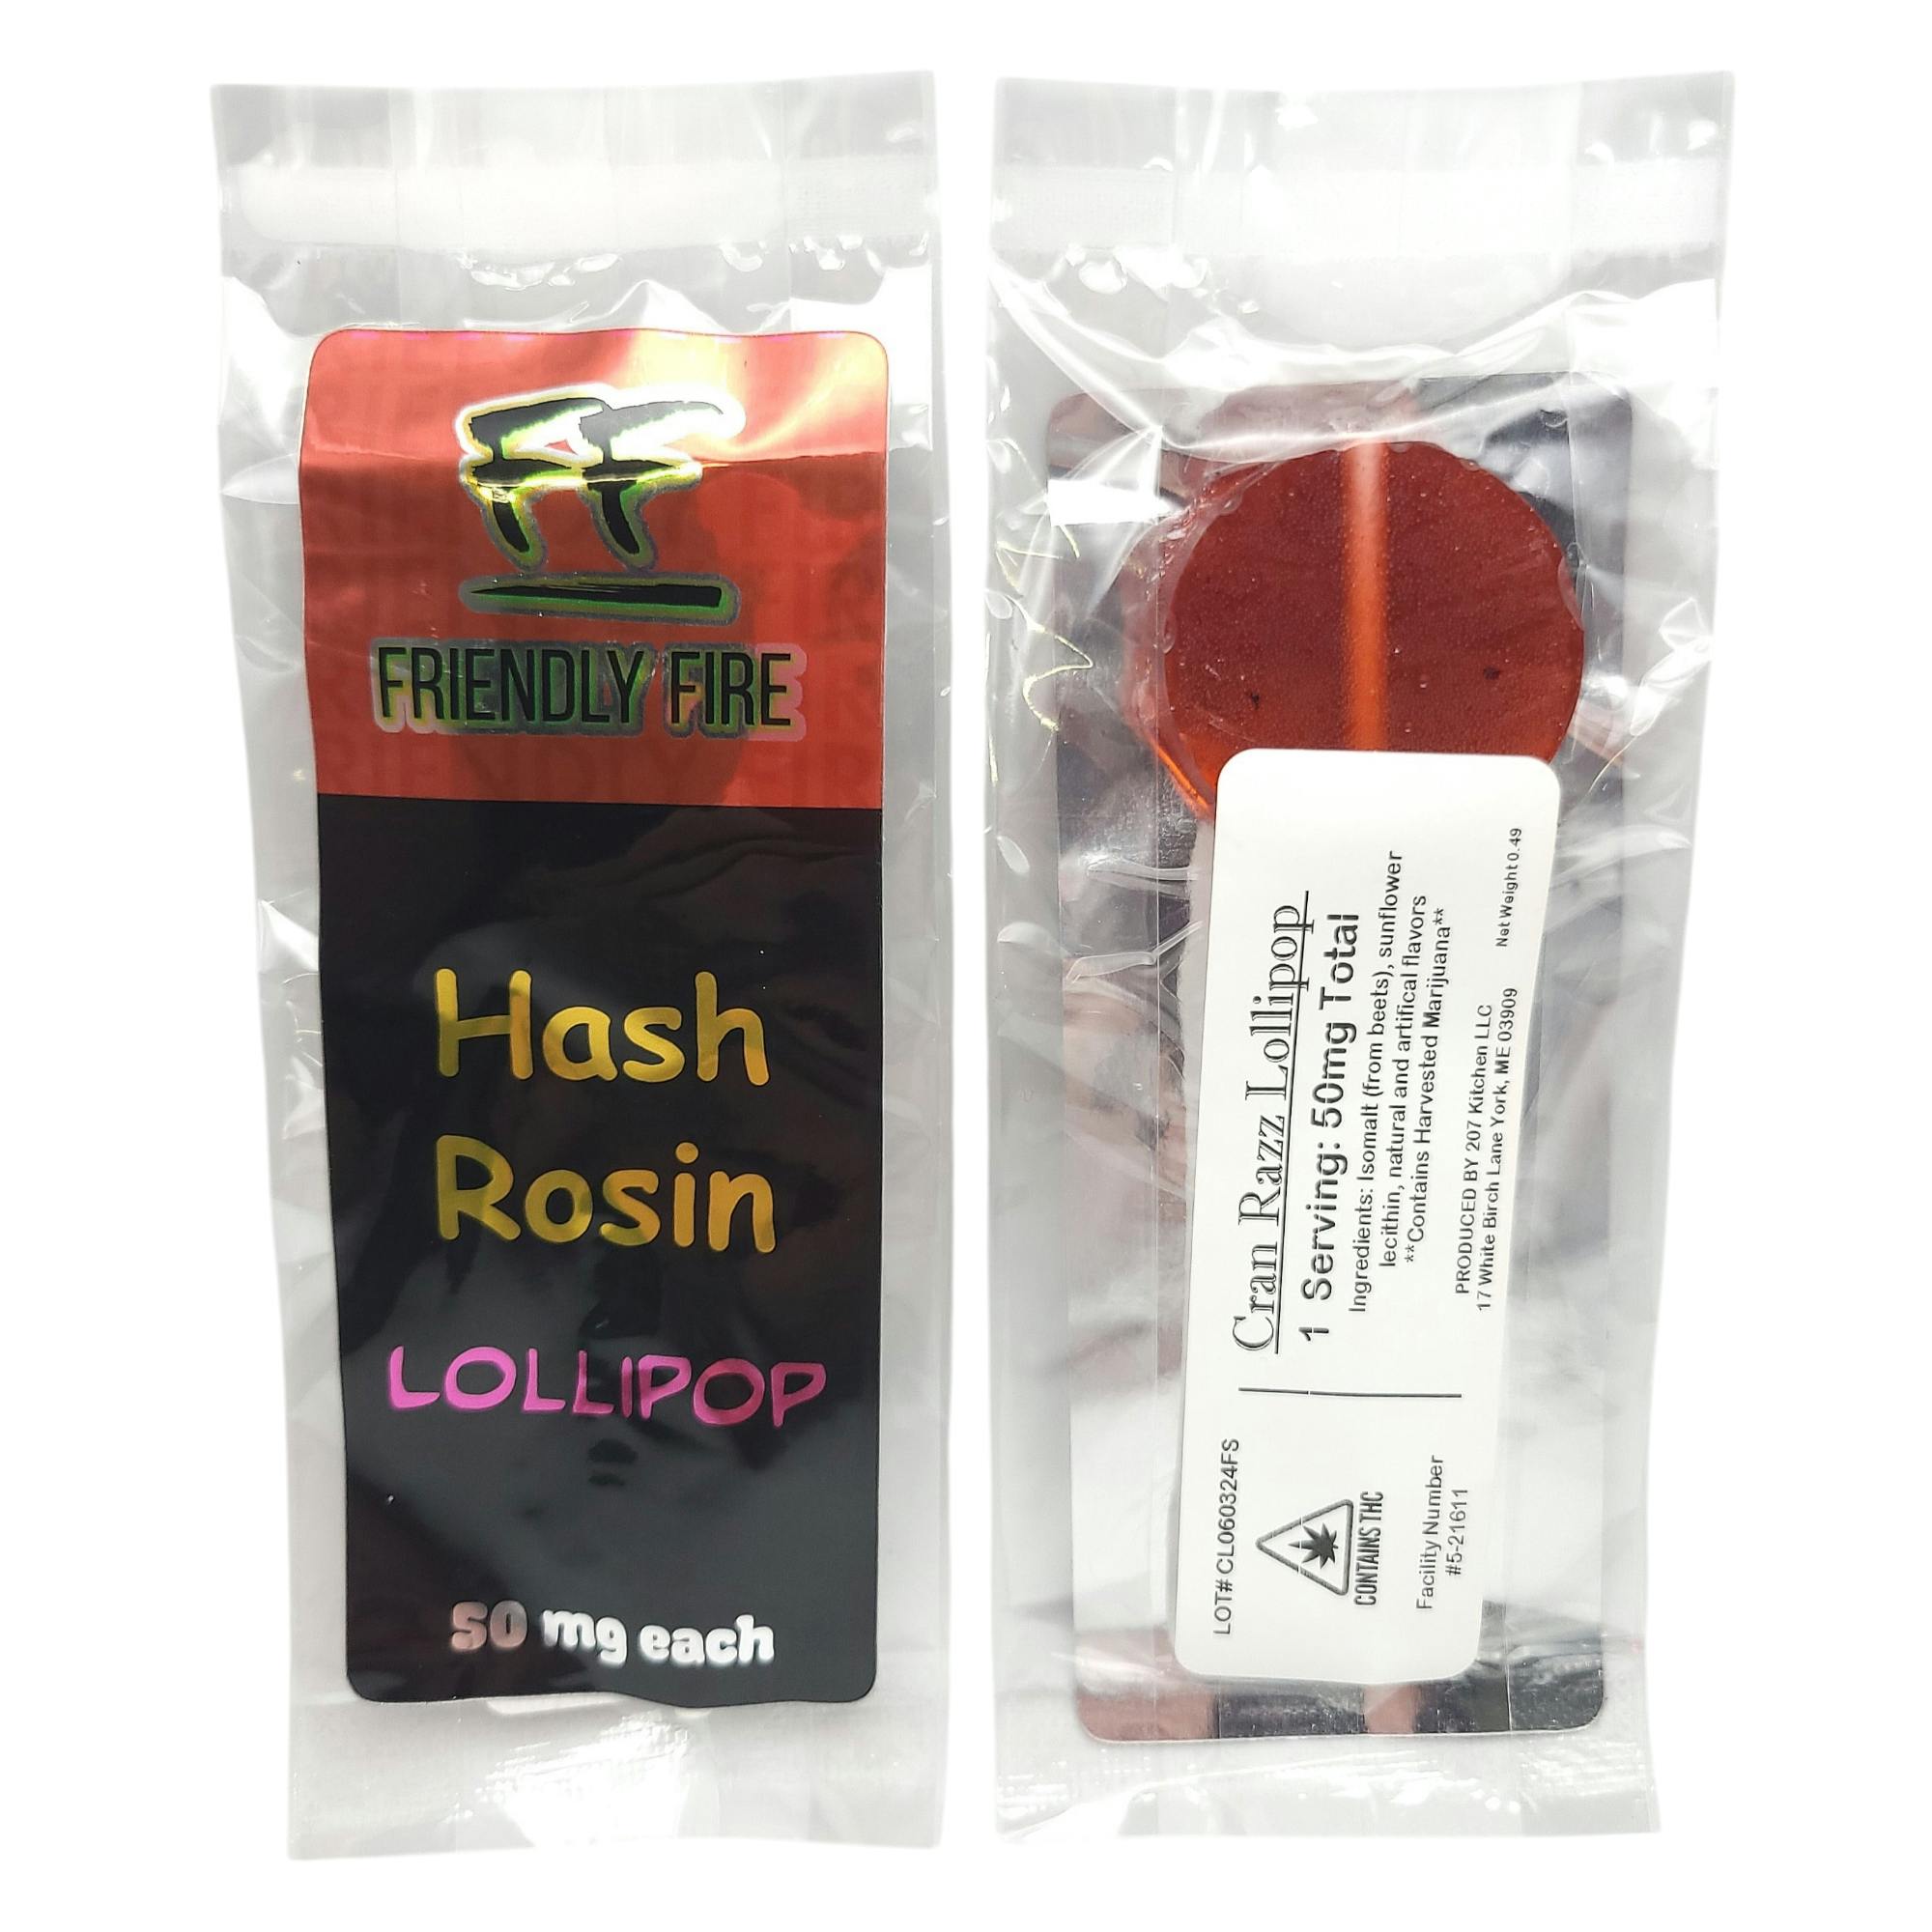 FF
FRIENDLY FIRE
Hash
Rosin
LOLLIPOP
50 mg each
Cran Razz Lollipop
1 Serving: 50mg Total
Ingredients: Isomalt (from beets), sunflower
lecithin, natural and artifical flavors
**Contains Harvested Marijuana**
PRODUCED BY 207 Kitchen LLC
17 White Birch Lane York, ME 03909
Net Weight 0.49
LOT# CL060324FS
CONTAINS THC
Facility Number
#5-21611